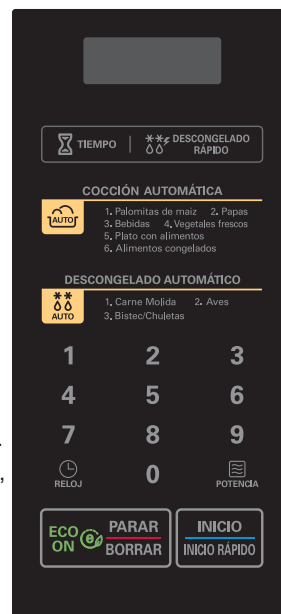 TIEMPO
DESCONGELADO
RÁPIDO
COCCIÓN AUTOMÁTICA
AUTO
1. Palomitas de maiz 2. Papas
3. Bebidas 4. Vegetales frescos
5. Plato con alimentos
6. Alimentos congelados
DESCONGELADO AUTOMÁTICO
AUTO
1. Carne Molida 2. Aves
3. Bistec/Chuletas
1 2 3
4 5 6
7 8 9
RELOJ 0 POTENCIA
ECO
ON
e
PARAR
BORRAR
INICIO
INICIO RÁPIDO